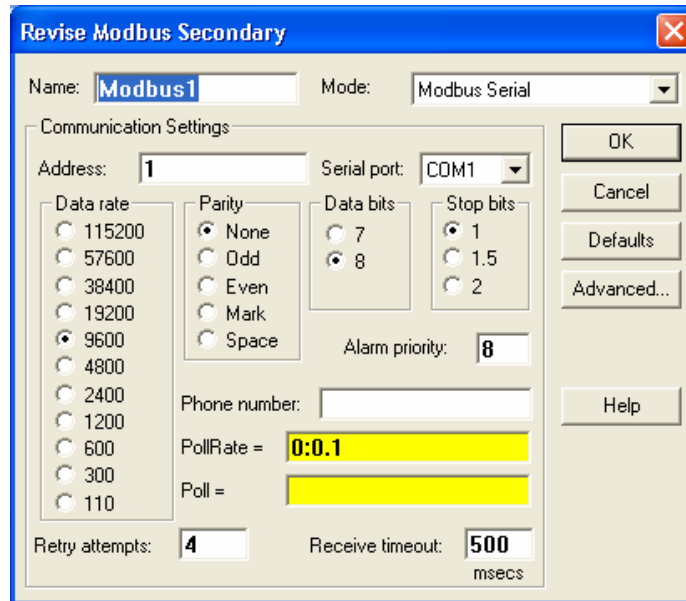 Revise Modbus Secondary
Name: Modbus1 Mode: Modbus Serial
Communication Settings
OK
Address: 1 Serial port: COM1
Cancel
Data rate Parity Data bits Stop bits
115200 None 7 1
Defaults
57600 Odd 8 1.5
38400 Even 2 Advanced...
19200 Mark
9600 Space Alarm priority: 8
4800
2400 Phone number: Help
1200
600 PollRate = 0:0.1
300
110 Poll =
Retry attempts: 4 Receive timeout: 500
msecs